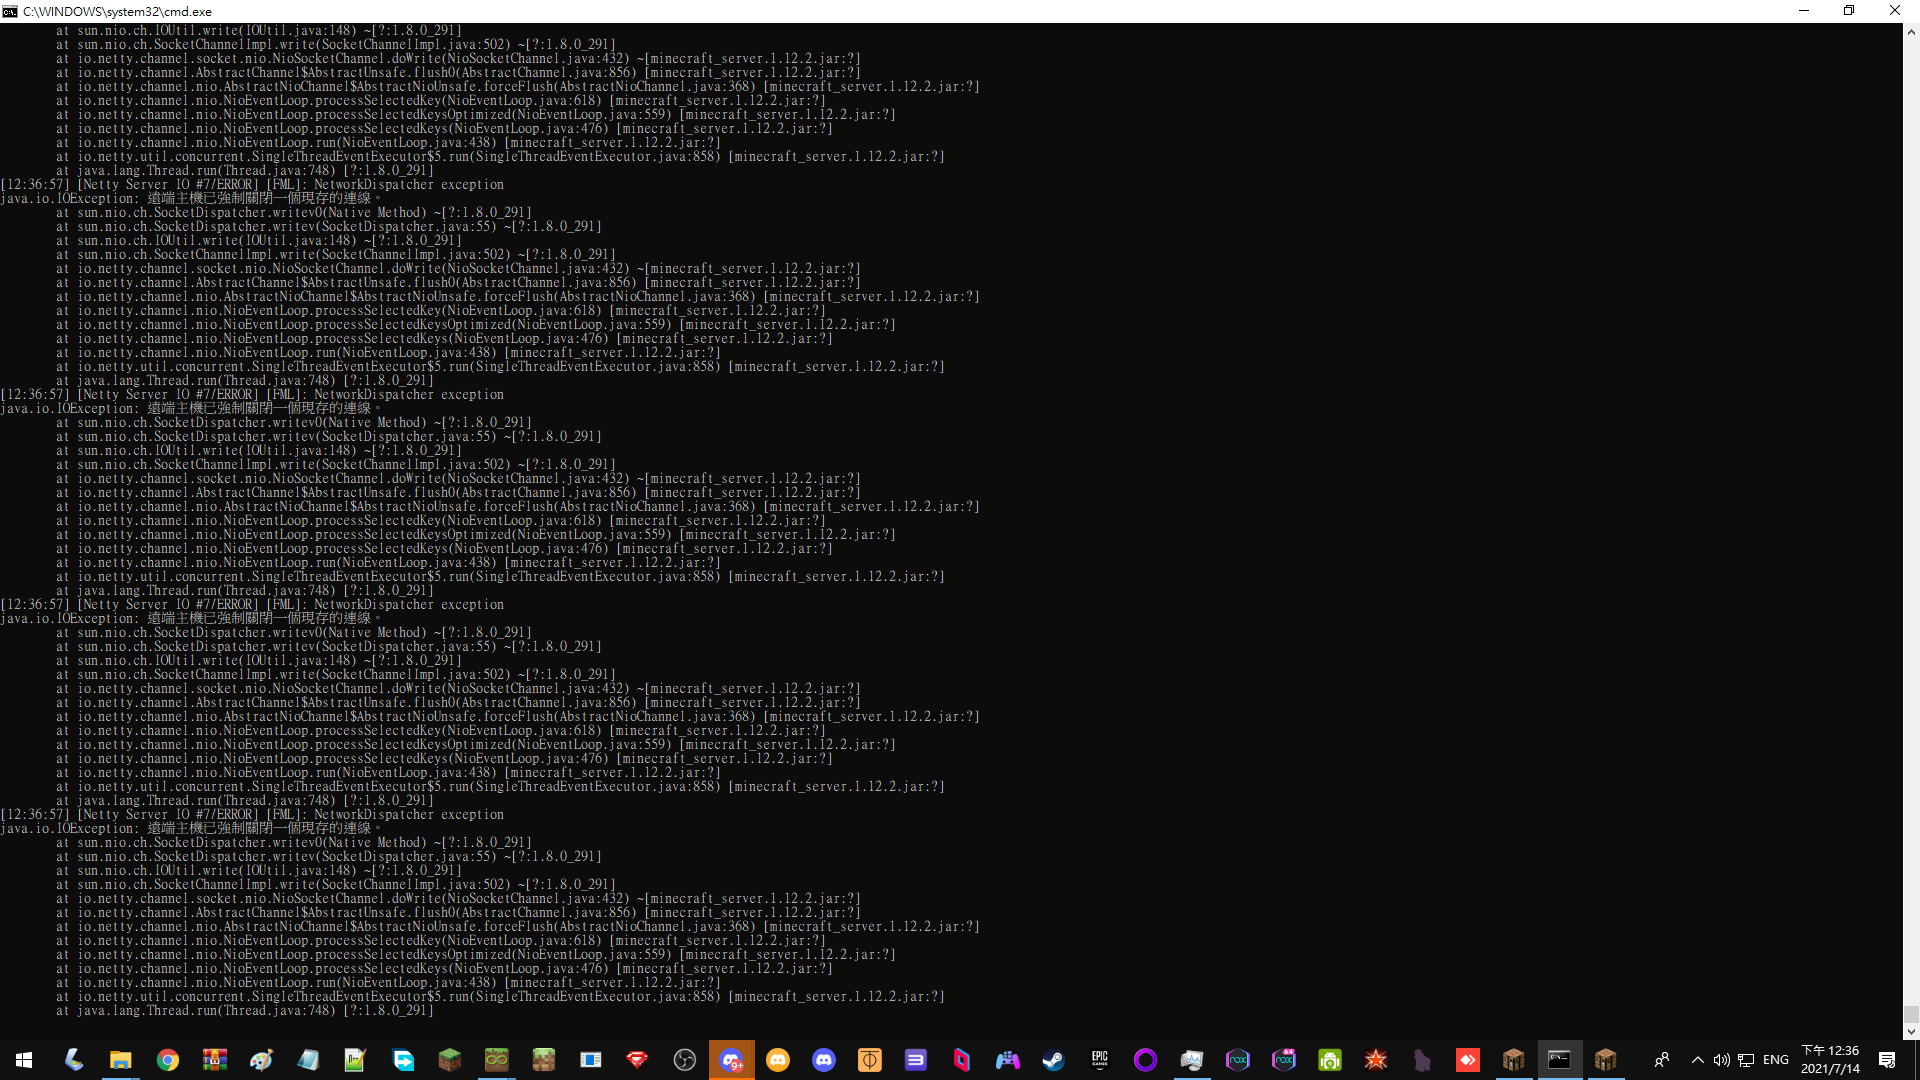 C:\WINDOWS\system32\cmd.exe
at sun.nio.ch.IOUtil.write(IOUtil.java:148) ~[?:1.8.0_291]
at sun.nio.ch.SocketChannelImpl.write(SocketChannelImpl.java:502) ~[?:1.8.0_291]
at io.netty.channel.socket.nio.NioSocketChannel.doWrite(NioSocketChannel.java:432) ~[minecraft_server.1.12.2.jar:?]
at io.netty.channel.AbstractChannel$AbstractUnsafe.flush0(AbstractChannel.java:856) [minecraft_server.1.12.2.jar:?]
at io.netty.channel.nio.AbstractNioChannel$AbstractNioUnsafe.forceFlush(AbstractNioChannel.java:368) [minecraft_server.1.12.2.jar:?]
at io.netty.channel.nio.NioEventLoop.processSelectedKey(NioEventLoop.java:618) [minecraft_server.1.12.2.jar:?]
at io.netty.channel.nio.NioEventLoop.processSelectedKeysOptimized(NioEventLoop.java:559) [minecraft_server.1.12.2.jar:?]
at io.netty.channel.nio.NioEventLoop.processSelectedKeys(NioEventLoop.java:476) [minecraft_server.1.12.2.jar:?]
at io.netty.channel.nio.NioEventLoop.run(NioEventLoop.java:438) [minecraft_server.1.12.2.jar:?]
at io.netty.util.concurrent.SingleThreadEventExecutor$5.run(SingleThreadEventExecutor.java:858) [minecraft_server.1.12.2.jar:?]
at java.lang.Thread.run(Thread.java:748) [?:1.8.0_291]
[12:36:57] [Netty Server IO #7/ERROR] [FML]: NetworkDispatcher exception
java.io.IOException: 遠端主機已強制關閉一個現存的連線。
at sun.nio.ch.SocketDispatcher.writev0(Native Method) ~[?:1.8.0_291]
at sun.nio.ch.SocketDispatcher.writev(SocketDispatcher.java:55) ~[?:1.8.0_291]
at sun.nio.ch.IOUtil.write(IOUtil.java:148) ~[?:1.8.0_291]
at sun.nio.ch.SocketChannelImpl.write(SocketChannelImpl.java:502) ~[?:1.8.0_291]
at io.netty.channel.socket.nio.NioSocketChannel.doWrite(NioSocketChannel.java:432) ~[minecraft_server.1.12.2.jar:?]
at io.netty.channel.AbstractChannel$AbstractUnsafe.flush0(AbstractChannel.java:856) [minecraft_server.1.12.2.jar:?]
at io.netty.channel.nio.AbstractNioChannel$AbstractNioUnsafe.forceFlush(AbstractNioChannel.java:368) [minecraft_server.1.12.2.jar:?]
at io.netty.channel.nio.NioEventLoop.processSelectedKey(NioEventLoop.java:618) [minecraft_server.1.12.2.jar:?]
at io.netty.channel.nio.NioEventLoop.processSelectedKeysOptimized(NioEventLoop.java:559) [minecraft_server.1.12.2.jar:?]
at io.netty.channel.nio.NioEventLoop.processSelectedKeys(NioEventLoop.java:476) [minecraft_server.1.12.2.jar:?]
at io.netty.channel.nio.NioEventLoop.run(NioEventLoop.java:438) [minecraft_server.1.12.2.jar:?]
at io.netty.util.concurrent.SingleThreadEventExecutor$5.run(SingleThreadEventExecutor.java:858) [minecraft_server.1.12.2.jar:?]
at java.lang.Thread.run(Thread.java:748) [?:1.8.0_291]
[12:36:57] [Netty Server IO #7/ERROR] [FML]: NetworkDispatcher exception
java.io.IOException: 遠端主機已強制關閉一個現存的連線。
at sun.nio.ch.SocketDispatcher.writev0(Native Method) ~[?:1.8.0_291]
at sun.nio.ch.SocketDispatcher.writev(SocketDispatcher.java:55) ~[?:1.8.0_291]
at sun.nio.ch.IOUtil.write(IOUtil.java:148) ~[?:1.8.0_291]
at sun.nio.ch.SocketChannelImpl.write(SocketChannelImpl.java:502) ~[?:1.8.0_291]
at io.netty.channel.socket.nio.NioSocketChannel.doWrite(NioSocketChannel.java:432) ~[minecraft_server.1.12.2.jar:?]
at io.netty.channel.AbstractChannel$AbstractUnsafe.flush0(AbstractChannel.java:856) [minecraft_server.1.12.2.jar:?]
at io.netty.channel.nio.AbstractNioChannel$AbstractNioUnsafe.forceFlush(AbstractNioChannel.java:368) [minecraft_server.1.12.2.jar:?]
at io.netty.channel.nio.NioEventLoop.processSelectedKey(NioEventLoop.java:618) [minecraft_server.1.12.2.jar:?]
at io.netty.channel.nio.NioEventLoop.processSelectedKeysOptimized(NioEventLoop.java:559) [minecraft_server.1.12.2.jar:?]
at io.netty.channel.nio.NioEventLoop.processSelectedKeys(NioEventLoop.java:476) [minecraft_server.1.12.2.jar:?]
at io.netty.channel.nio.NioEventLoop.run(NioEventLoop.java:438) [minecraft_server.1.12.2.jar:?]
at io.netty.util.concurrent.SingleThreadEventExecutor$5.run(SingleThreadEventExecutor.java:858) [minecraft_server.1.12.2.jar:?]
at java.lang.Thread.run(Thread.java:748) [?:1.8.0_291]
[12:36:57] [Netty Server IO #7/ERROR] [FML]: NetworkDispatcher exception
java.io.IOException: 遠端主機已強制關閉一個現存的連線。
at sun.nio.ch.SocketDispatcher.writev0(Native Method) ~[?:1.8.0_291]
at sun.nio.ch.SocketDispatcher.writev(SocketDispatcher.java:55) ~[?:1.8.0_291]
at sun.nio.ch.IOUtil.write(IOUtil.java:148) ~[?:1.8.0_291]
at sun.nio.ch.SocketChannelImpl.write(SocketChannelImpl.java:502) ~[?:1.8.0_291]
at io.netty.channel.socket.nio.NioSocketChannel.doWrite(NioSocketChannel.java:432) ~[minecraft_server.1.12.2.jar:?]
at io.netty.channel.AbstractChannel$AbstractUnsafe.flush0(AbstractChannel.java:856) [minecraft_server.1.12.2.jar:?]
at io.netty.channel.nio.AbstractNioChannel$AbstractNioUnsafe.forceFlush(AbstractNioChannel.java:368) [minecraft_server.1.12.2.jar:?]
at io.netty.channel.nio.NioEventLoop.processSelectedKey(NioEventLoop.java:618) [minecraft_server.1.12.2.jar:?]
at io.netty.channel.nio.NioEventLoop.processSelectedKeysOptimized(NioEventLoop.java:559) [minecraft_server.1.12.2.jar:?]
at io.netty.channel.nio.NioEventLoop.processSelectedKeys(NioEventLoop.java:476) [minecraft_server.1.12.2.jar:?]
at io.netty.channel.nio.NioEventLoop.run(NioEventLoop.java:438) [minecraft_server.1.12.2.jar:?]
at io.netty.util.concurrent.SingleThreadEventExecutor$5.run(SingleThreadEventExecutor.java:858) [minecraft_server.1.12.2.jar:?]
at java.lang.Thread.run(Thread.java:748) [?:1.8.0_291]
[12:36:57] [Netty Server IO #7/ERROR] [FML]: NetworkDispatcher exception
java.io.IOException: 遠端主機已強制關閉一個現存的連線。
at sun.nio.ch.SocketDispatcher.writev0(Native Method) ~[?:1.8.0_291]
at sun.nio.ch.SocketDispatcher.writev(SocketDispatcher.java:55) ~[?:1.8.0_291]
at sun.nio.ch.IOUtil.write(IOUtil.java:148) ~[?:1.8.0_291]
at sun.nio.ch.SocketChannelImpl.write(SocketChannelImpl.java:502) ~[?:1.8.0_291]
at io.netty.channel.socket.nio.NioSocketChannel.doWrite(NioSocketChannel.java:432) ~[minecraft_server.1.12.2.jar:?]
at io.netty.channel.AbstractChannel$AbstractUnsafe.flush0(AbstractChannel.java:856) [minecraft_server.1.12.2.jar:?]
at io.netty.channel.nio.AbstractNioChannel$AbstractNioUnsafe.forceFlush(AbstractNioChannel.java:368) [minecraft_server.1.12.2.jar:?]
at io.netty.channel.nio.NioEventLoop.processSelectedKey(NioEventLoop.java:618) [minecraft_server.1.12.2.jar:?]
at io.netty.channel.nio.NioEventLoop.processSelectedKeysOptimized(NioEventLoop.java:559) [minecraft_server.1.12.2.jar:?]
at io.netty.channel.nio.NioEventLoop.processSelectedKeys(NioEventLoop.java:476) [minecraft_server.1.12.2.jar:?]
at io.netty.channel.nio.NioEventLoop.run(NioEventLoop.java:438) [minecraft_server.1.12.2.jar:?]
at io.netty.util.concurrent.SingleThreadEventExecutor$5.run(SingleThreadEventExecutor.java:858) [minecraft_server.1.12.2.jar:?]
at java.lang.Thread.run(Thread.java:748) [?:1.8.0_291]
9+
EPIC
nox
nox
64
ENG
下午 12:36
2021/7/14